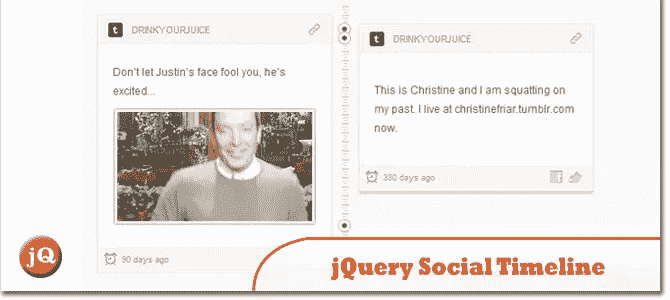 t DRINKYOURJUICE
Don't let Justin's face fool you, he's
excited...
90 days ago
t DRINKYOURJUICE
This is Christine and I am squatting on
my past. I live at christinefriar.tumblr.com
now.
330 days ago
jQ
jQuery Social Timeline